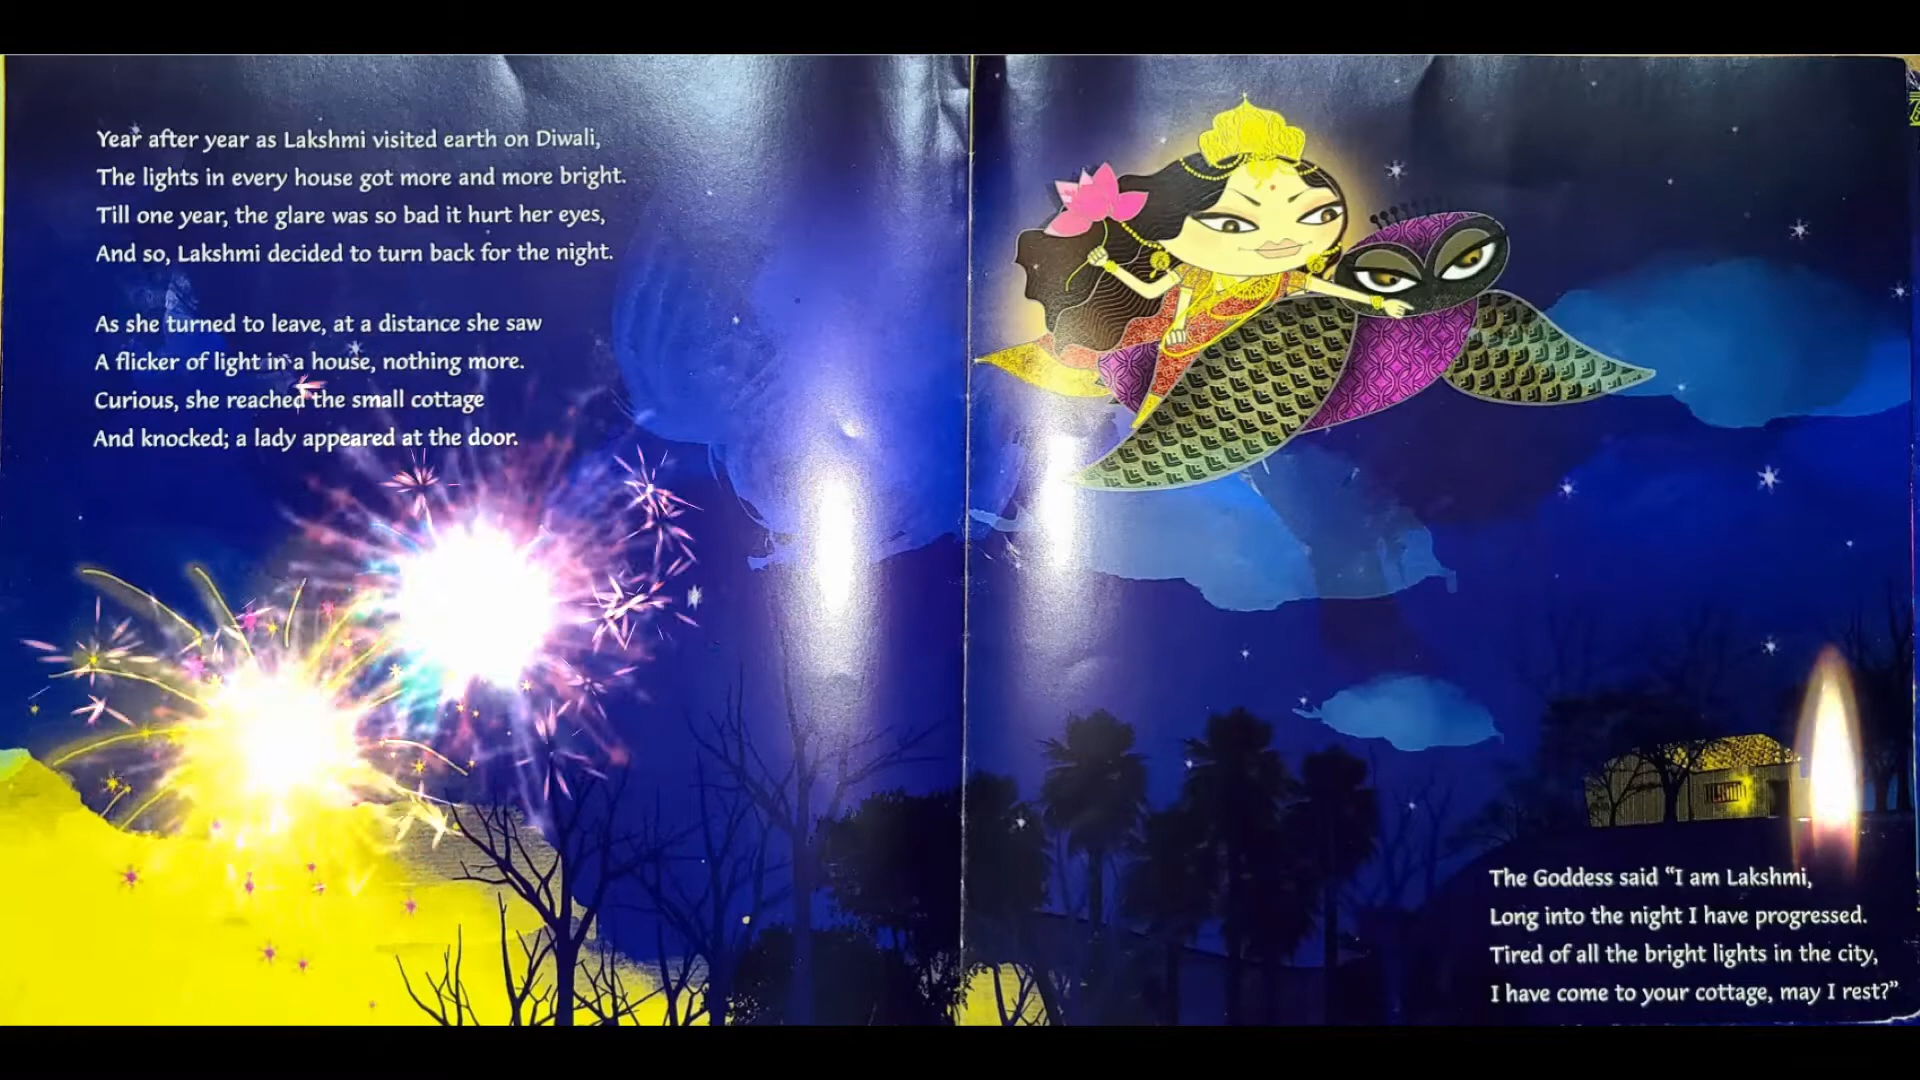 Year after year as Lakshmi visited earth on Diwali,
The lights in every house got more and more bright.
Till one year, the glare was so bad it hurt her eyes,
And so, Lakshmi decided to turn back for the night.
As she turned to leave, at a distance she saw
A flicker of light in a house, nothing more.
Curious, she reached the small cottage
And knocked; a lady appeared at the door.
The Goddess said “I am Lakshmi,
Long into the night I have progressed.
Tired of all the bright lights in the city,
I have come to your cottage, may I rest?”